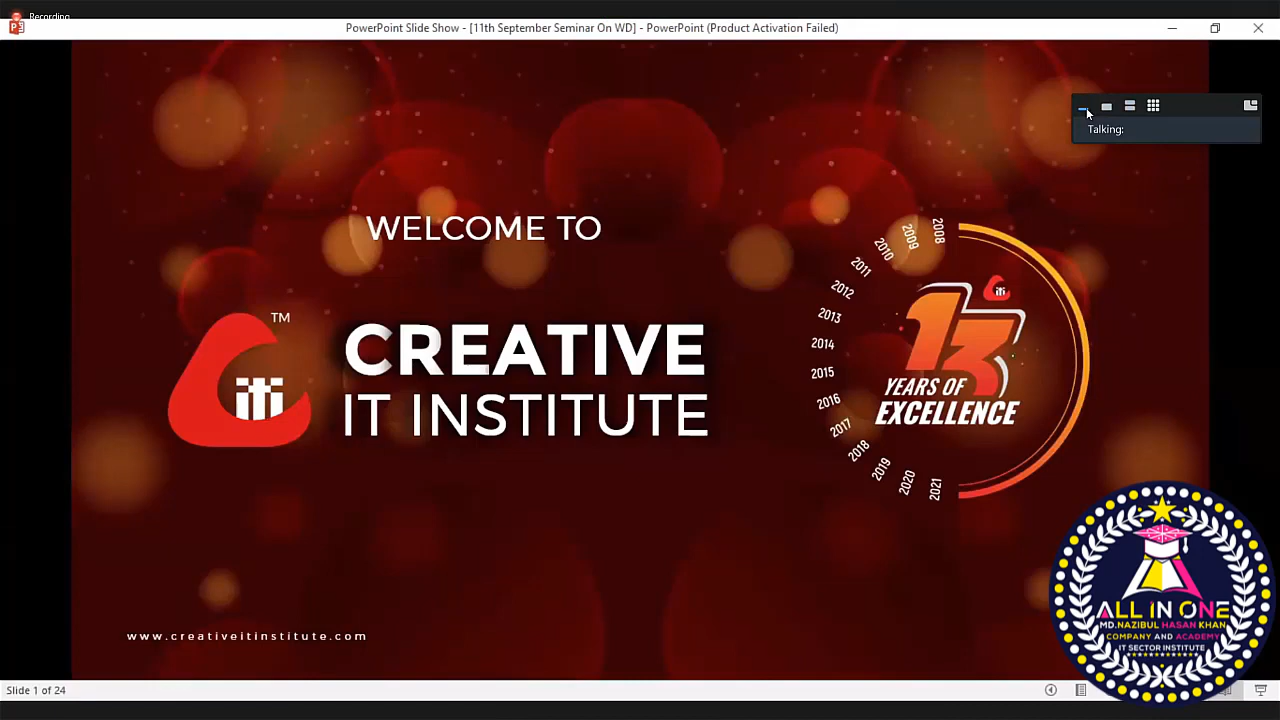 Recording
PowerPoint Slide Show - [11th September Seminar On WD] - PowerPoint (Product Activation Failed)
Talking:
WELCOME TO
TM
CREATIVE
IT INSTITUTE
iti
2008
2009
2010
2011
2012
2013
2014
2015
2016
2017
2018
2019
2020
2021
iti
13
YEARS OF
EXCELLENCE
www.creativeitinstitute.com
ALL IN ONE
MD.NAZIBUL HASAN KHAN
COMPANY AND ACADEMY
IT SECTOR INSTITUTE
Slide 1 of 24